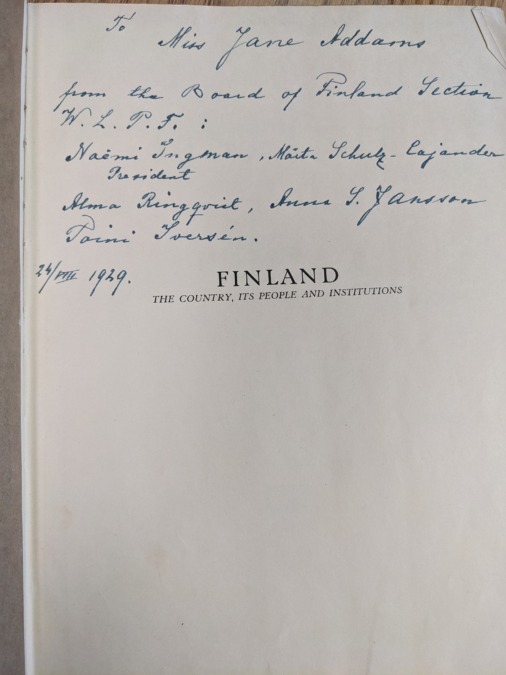 To
Miss Jane Addams
from the Board of Finland Section
W. L. P. F. :
Naëmi Ingman, Märta Schulz-Cajander
President
Alma Ringqvist, Anna S. Jansson
Toini Iversén.
24/VIII 1929.
FINLAND
THE COUNTRY, ITS PEOPLE AND INSTITUTIONS